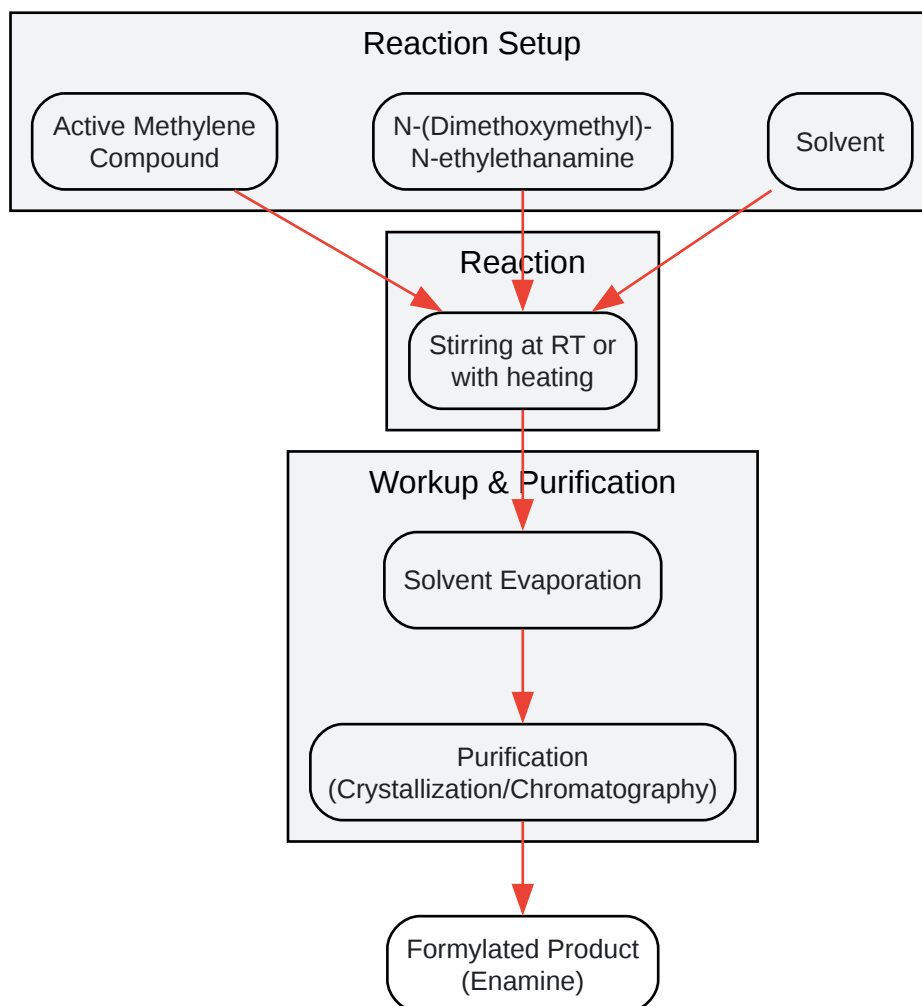 Reaction Setup
Active Methylene
Compound
N-(Dimethoxymethyl)-
N-ethylethanamine
Solvent
Reaction
Stirring at RT or
with heating
Workup & Purification
Solvent Evaporation
Purification
(Crystallization/Chromatography)
Formylated Product
(Enamine)